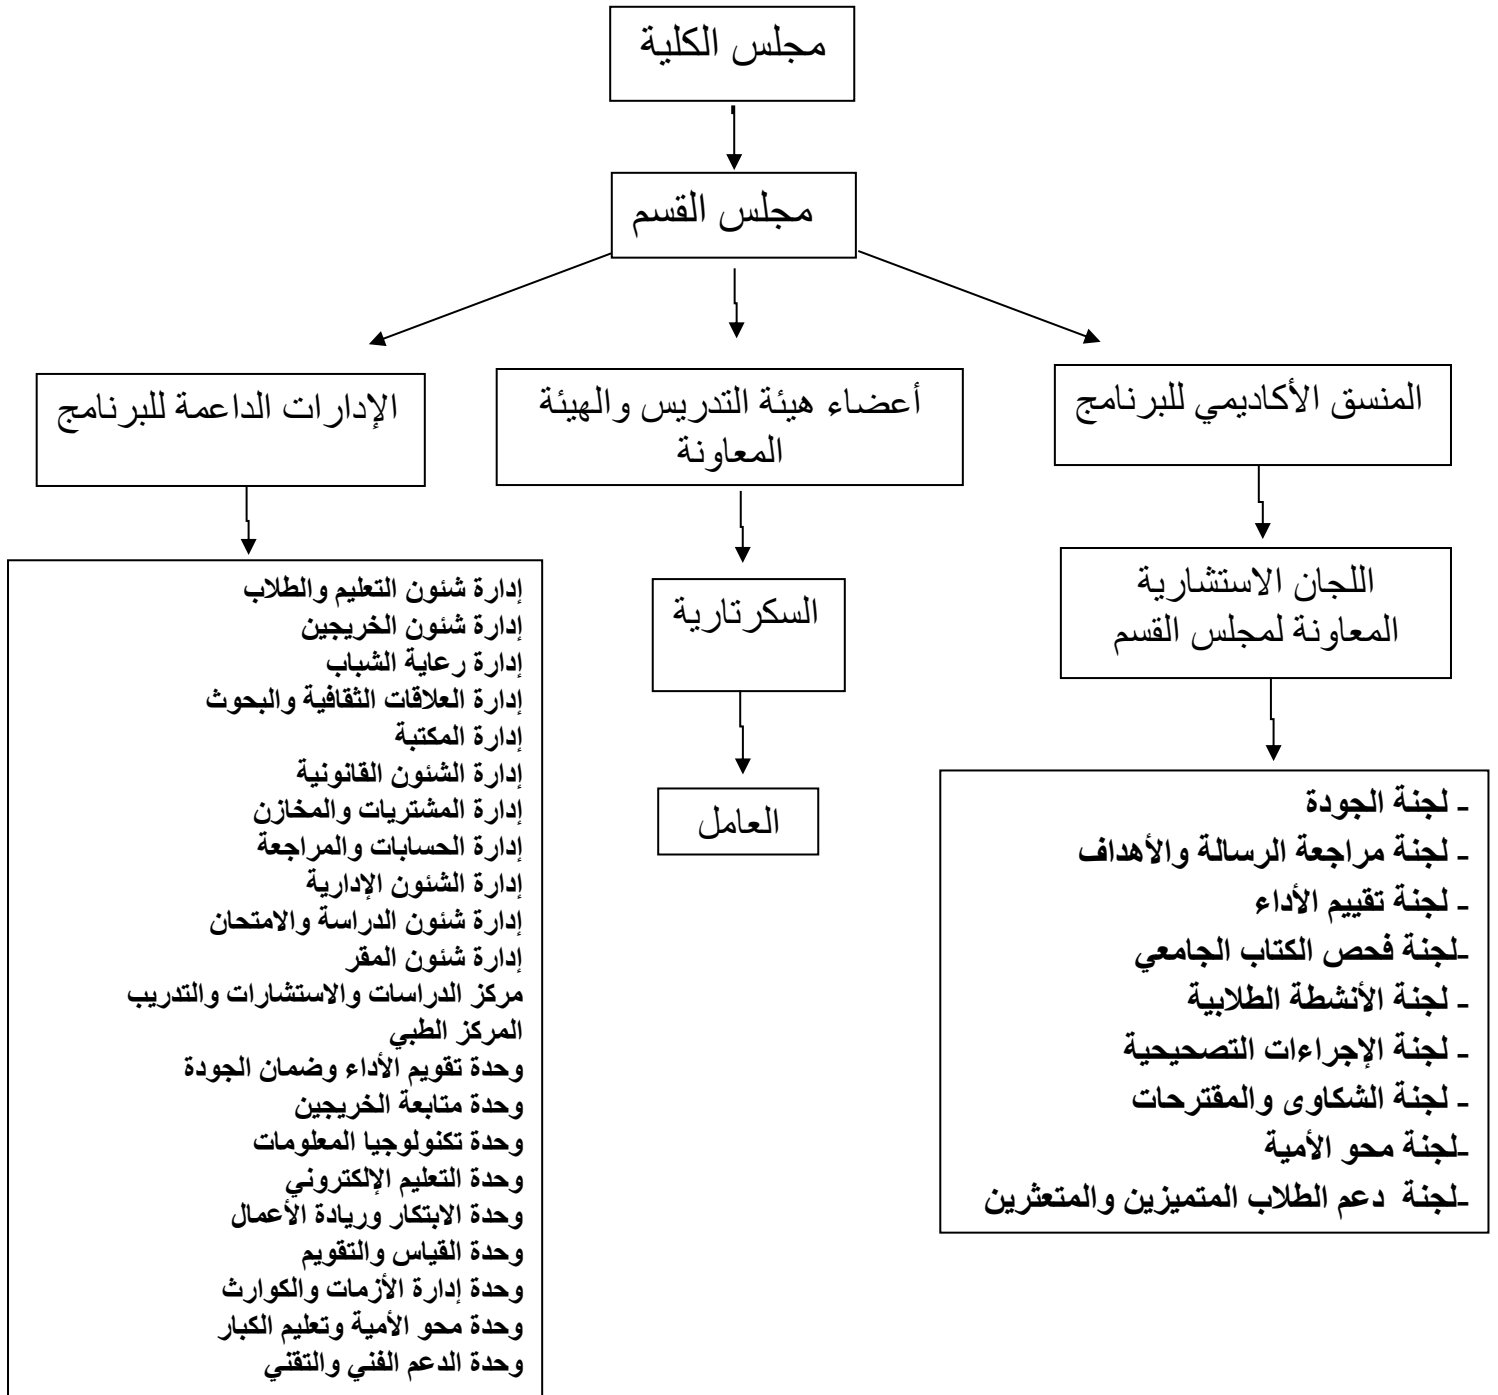 مجلس الكلية
مجلس القسم
المنسق الأكاديمي للبرنامج
أعضاء هيئة التدريس والهيئة
المعاونة
الإدارات الداعمة للبرنامج
اللجان الاستشارية
المعاونة لمجلس القسم
السكرتارية
العامل
- لجنة الجودة
- لجنة مراجعة الرسالة والأهداف
- لجنة تقييم الأداء
-لجنة فحص الكتاب الجامعي
- لجنة الأنشطة الطلابية
- لجنة الإجراءات التصحيحية
- لجنة الشكاوى والمقترحات
-لجنة محو الأمية
-لجنة دعم الطلاب المتميزين والمتعثرين
إدارة شئون التعليم والطلاب
إدارة شئون الخريجين
إدارة رعاية الشباب
إدارة العلاقات الثقافية والبحوث
إدارة المكتبة
إدارة الشئون القانونية
إدارة المشتريات والمخازن
إدارة الحسابات والمراجعة
إدارة الشئون الإدارية
إدارة شئون الدراسة والامتحان
إدارة شئون المقر
مركز الدراسات والاستشارات والتدريب
المركز الطبي
وحدة تقويم الأداء وضمان الجودة
وحدة متابعة الخريجين
وحدة تكنولوجيا المعلومات
وحدة التعليم الإلكتروني
وحدة الابتكار وريادة الأعمال
وحدة القياس والتقويم
وحدة إدارة الأزمات والكوارث
وحدة محو الأمية وتعليم الكبار
وحدة الدعم الفني والتقني